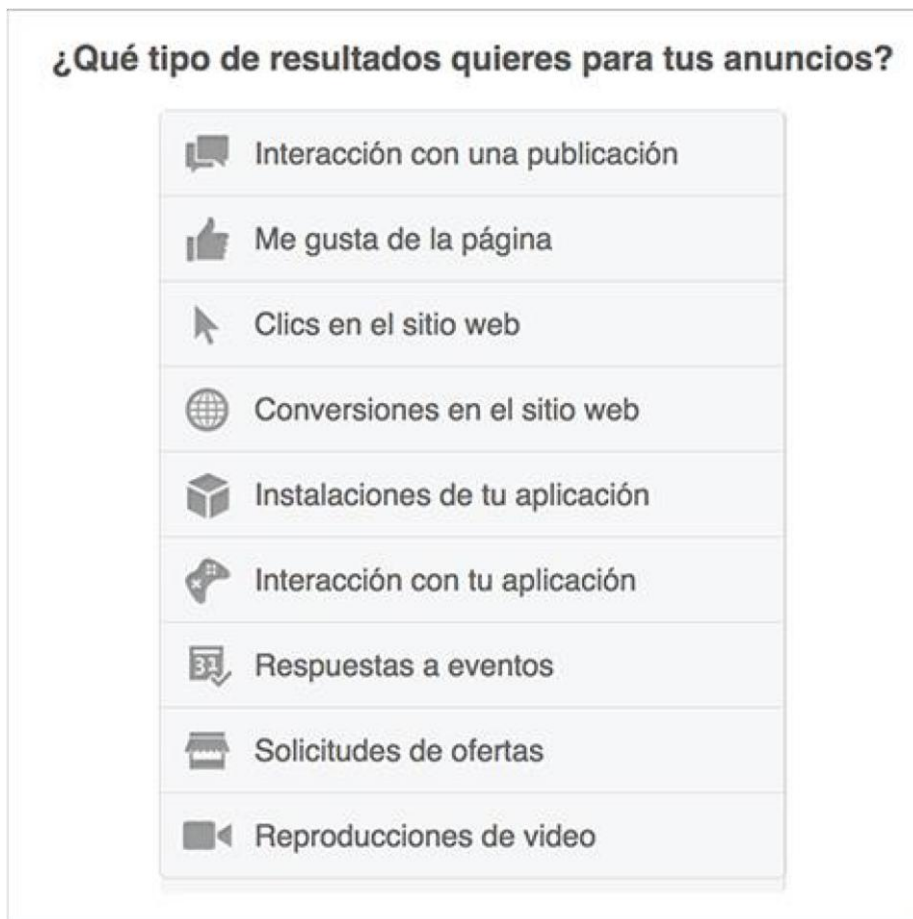 ¿Qué tipo de resultados quieres para tus anuncios?
Interacción con una publicación
Me gusta de la página
Clics en el sitio web
Conversiones en el sitio web
Instalaciones de tu aplicación
Interacción con tu aplicación
31
Respuestas a eventos
Solicitudes de ofertas
Reproducciones de video